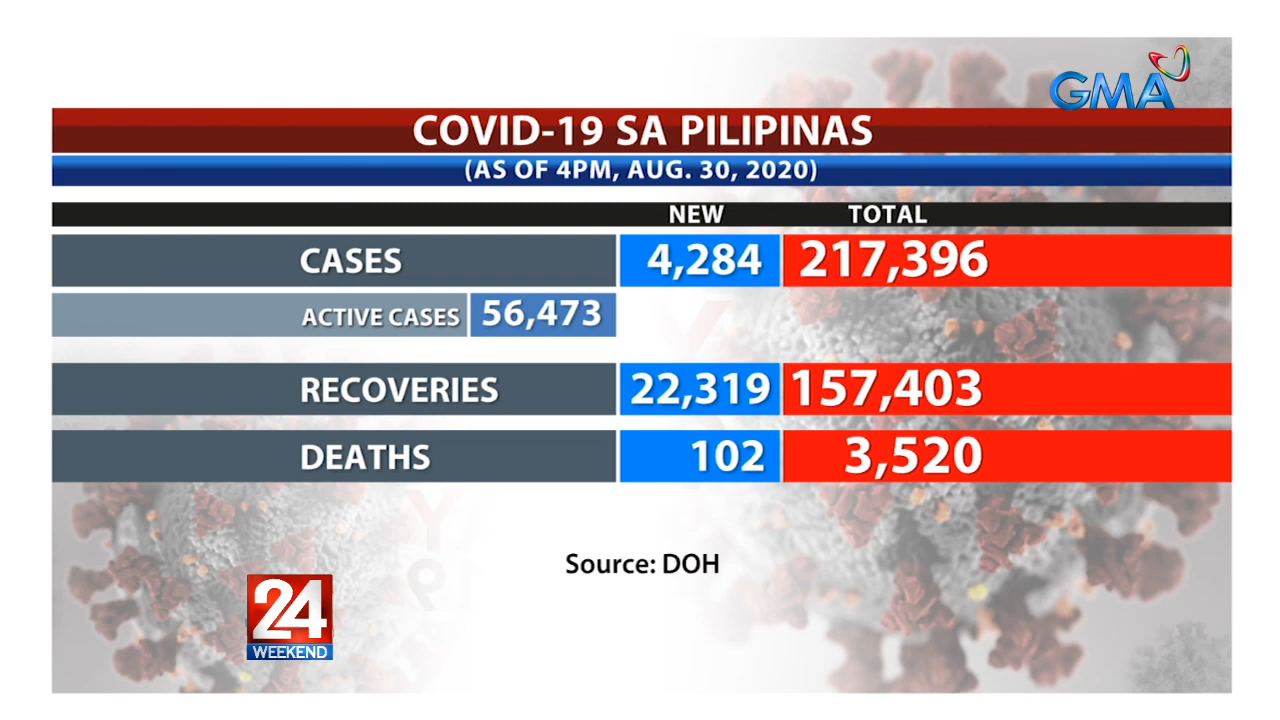 GMA
COVID-19 SA PILIPINAS
(AS OF 4PM, AUG. 30, 2020)
NEW TOTAL
CASES 4,284 217,396
ACTIVE CASES 56,473
RECOVERIES 22,319 157,403
DEATHS 102 3,520
Source: DOH
24
WEEKEND